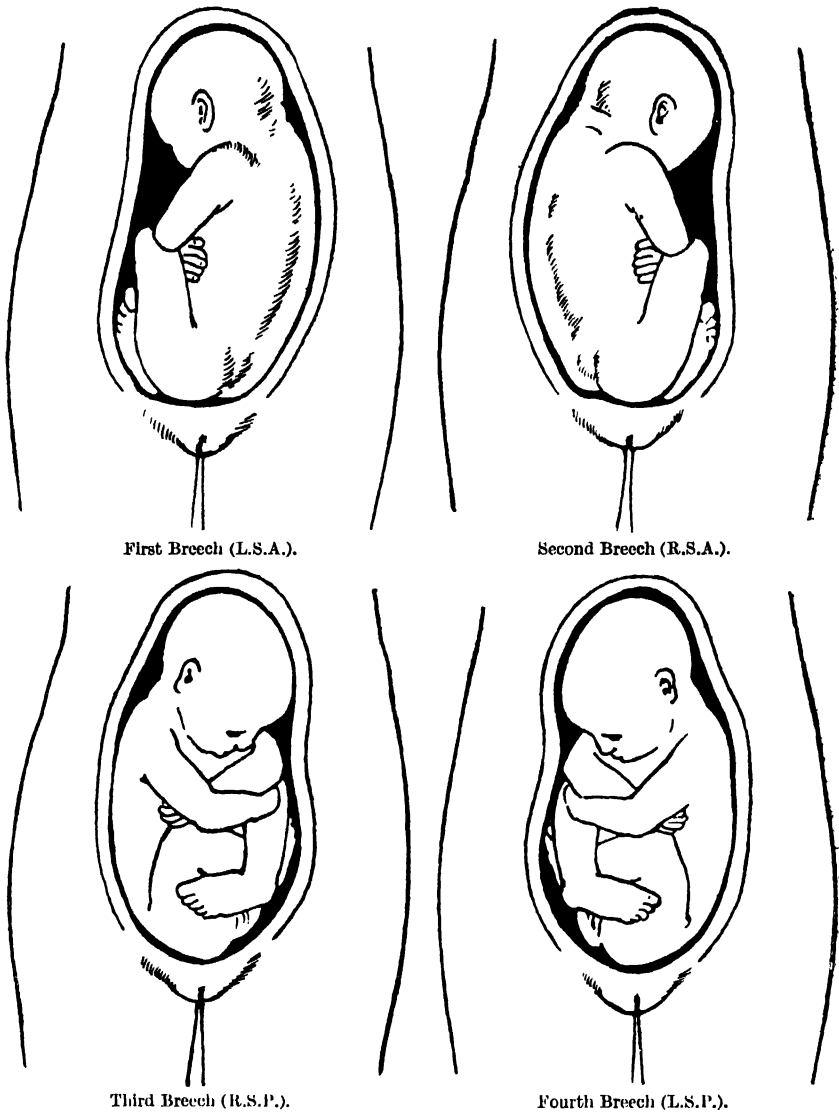 First Breech (L.S.A.).
Second Breech (R.S.A.).
Third Breech (R.S.P.).
Fourth Breech (L.S.P.).